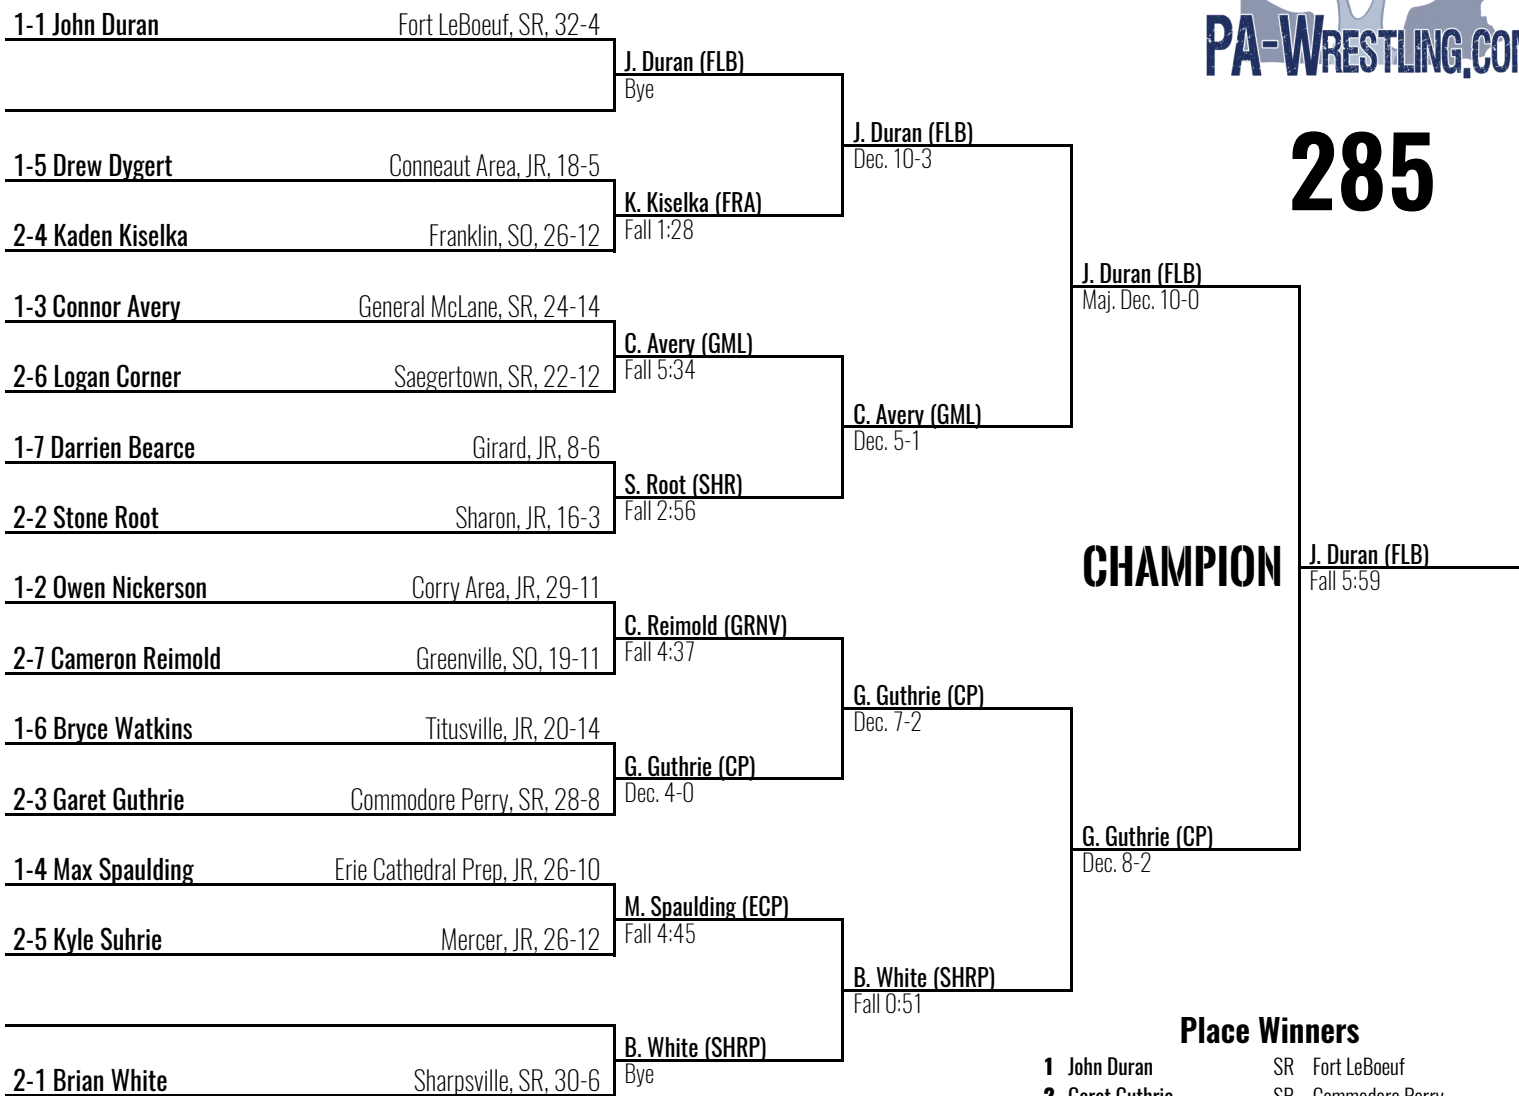 PA-WRESTLING.CO
285
1-1 John Duran Fort LeBoeuf, SR, 32-4
J. Duran (FLB)
Bye
J. Duran (FLB)
Dec. 10-3
1-5 Drew Dygert Conneaut Area, JR, 18-5
K. Kiselka (FRA)
Fall 1:28
2-4 Kaden Kiselka Franklin, SO, 26-12
J. Duran (FLB)
Maj. Dec. 10-0
1-3 Connor Avery General McLane, SR, 24-14
C. Avery (GML)
Fall 5:34
2-6 Logan Corner Saegertown, SR, 22-12
C. Avery (GML)
Dec. 5-1
1-7 Darrien Bearce Girard, JR, 8-6
S. Root (SHR)
Fall 2:56
2-2 Stone Root Sharon, JR, 16-3
CHAMPION
J. Duran (FLB)
Fall 5:59
1-2 Owen Nickerson Corry Area, JR, 29-11
C. Reimold (GRNV)
Fall 4:37
2-7 Cameron Reimold Greenville, SO, 19-11
G. Guthrie (CP)
Dec. 7-2
1-6 Bryce Watkins Titusville, JR, 20-14
G. Guthrie (CP)
Dec. 4-0
2-3 Garet Guthrie Commodore Perry, SR, 28-8
G. Guthrie (CP)
Dec. 8-2
1-4 Max Spaulding Erie Cathedral Prep, JR, 26-10
M. Spaulding (ECP)
Fall 4:45
2-5 Kyle Suhrie Mercer, JR, 26-12
B. White (SHRP)
Fall 0:51
B. White (SHRP)
Bye
2-1 Brian White Sharpsville, SR, 30-6
Place Winners
1 John Duran SR Fort LeBoeuf
2 Garet Guthrie SR Commodore Perry